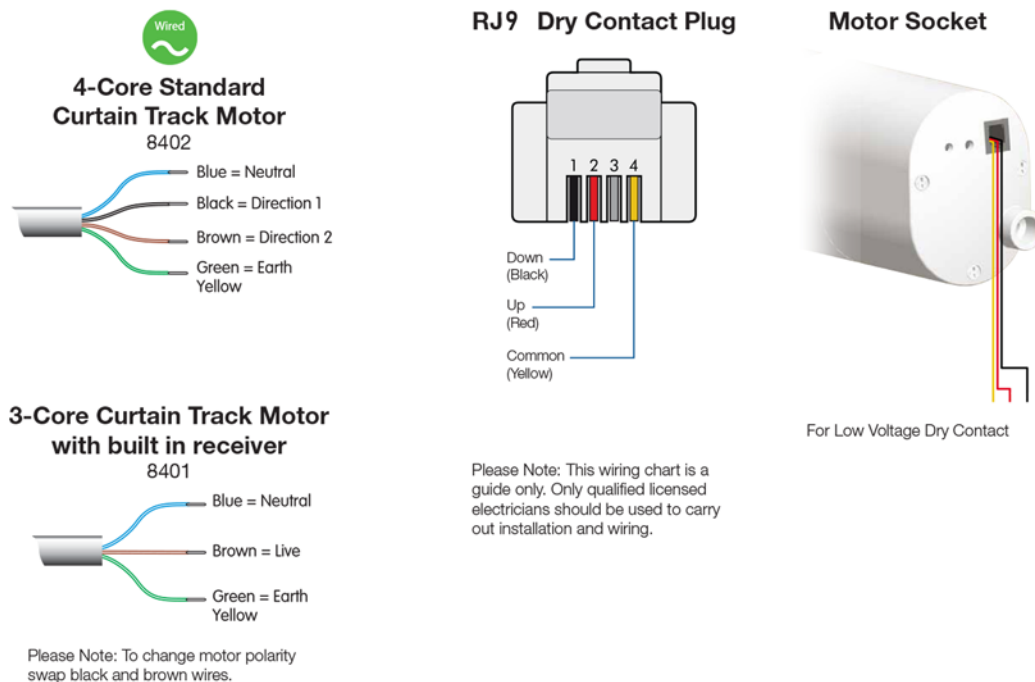 Wired
4-Core Standard
Curtain Track Motor
8402
Blue = Neutral
Black = Direction 1
Brown = Direction 2
Green = Earth
Yellow
3-Core Curtain Track Motor
with built in receiver
8401
Blue = Neutral
Brown = Live
Green = Earth
Yellow
Please Note: To change motor polarity
swap black and brown wires.
RJ9 Dry Contact Plug
1 2 3 4
Down
(Black)
Up
(Red)
Common
(Yellow)
Please Note: This wiring chart is a
guide only. Only qualified licensed
electricians should be used to carry
out installation and wiring.
Motor Socket
For Low Voltage Dry Contact